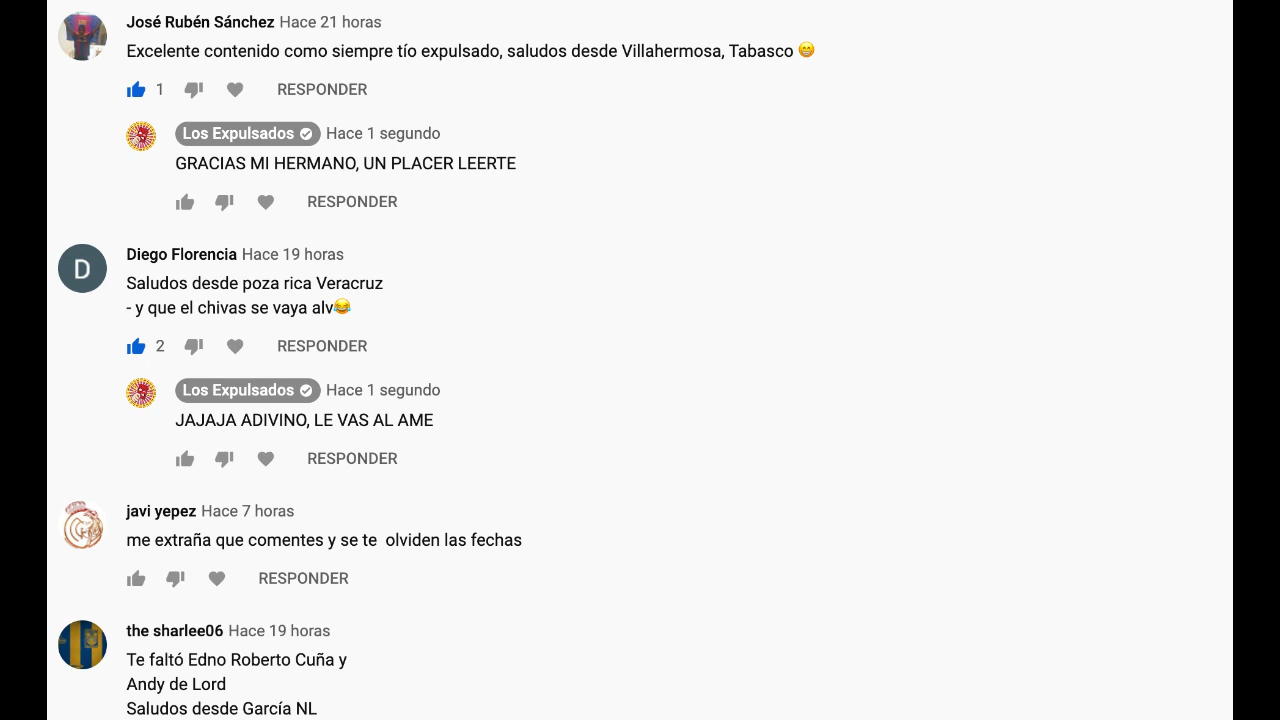 José Rubén Sánchez Hace 21 horas
Excelente contenido como siempre tío expulsado, saludos desde Villahermosa, Tabasco 😁
1 RESPONDER
Los Expulsados Hace 1 segundo
GRACIAS MI HERMANO, UN PLACER LEERTE
RESPONDER
D
Diego Florencia Hace 19 horas
Saludos desde poza rica Veracruz
- y que el chivas se vaya alv😂
2 RESPONDER
Los Expulsados Hace 1 segundo
JAJAJA ADIVINO, LE VAS AL AME
RESPONDER
javi yepez Hace 7 horas
me extraña que comentes y se te  olviden las fechas
RESPONDER
the sharlee06 Hace 19 horas
Te faltó Edno Roberto Cuña y
Andy de Lord
Saludos desde García NL